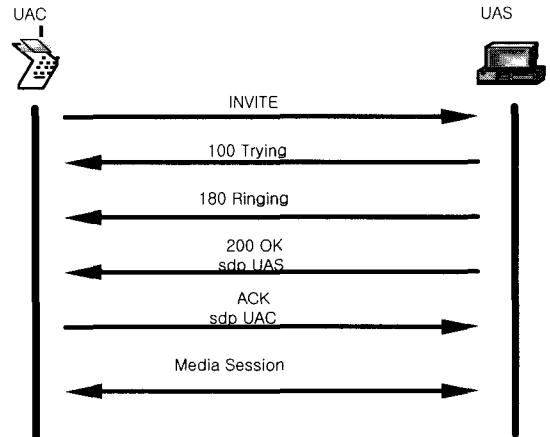 UAC
UAS
INVITE
100 Trying
180 Ringing
200 OK
sdp UAS
ACK
sdp UAC
Media Session